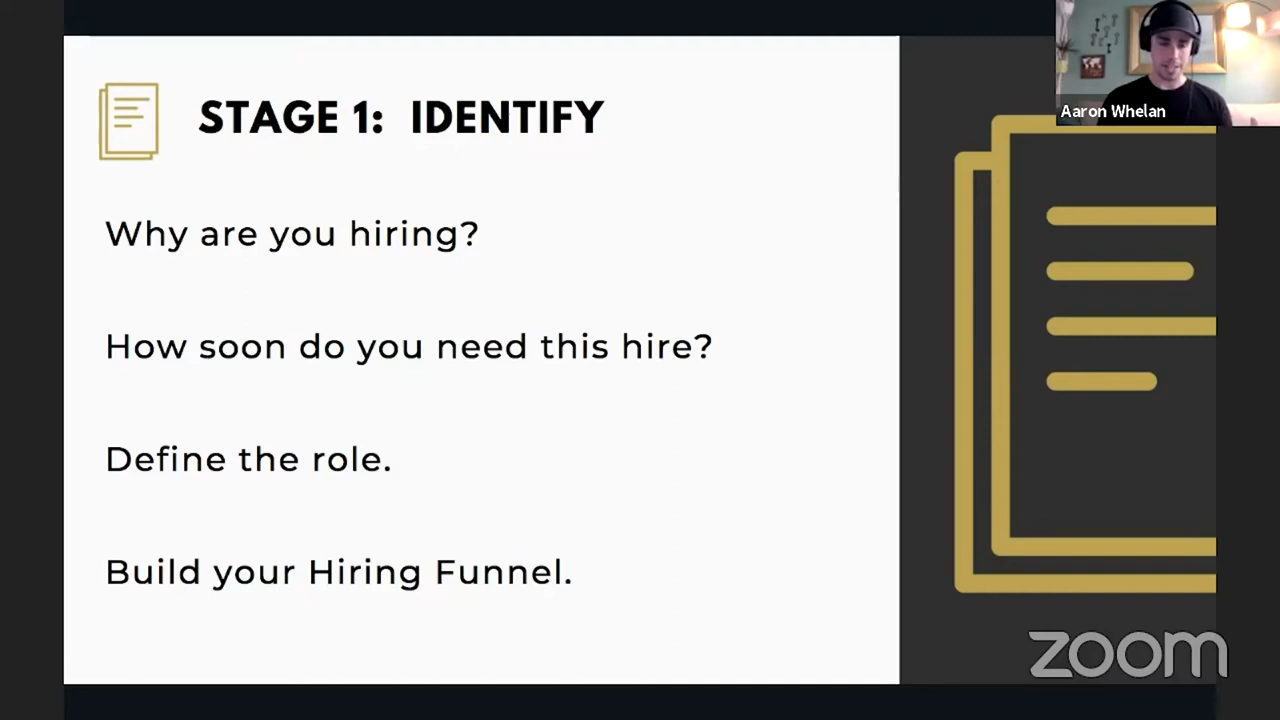 Aaron Whelan
STAGE 1: IDENTIFY
Why are you hiring?
How soon do you need this hire?
Define the role.
Build your Hiring Funnel.
zoom